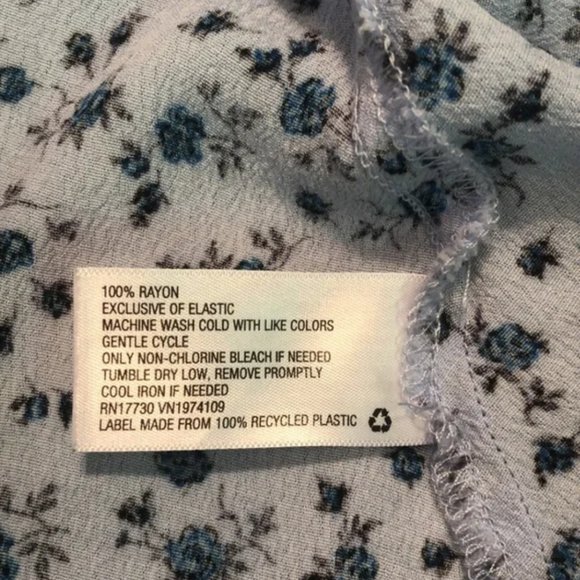 100% RAYON
EXCLUSIVE OF ELASTIC
MACHINE WASH COLD WITH LIKE COLORS
GENTLE CYCLE
ONLY NON-CHLORINE BLEACH IF NEEDED
TUMBLE DRY LOW, REMOVE PROMPTLY
COOL IRON IF NEEDED
RN17730 VN1974109
LABEL MADE FROM 100% RECYCLED PLASTIC